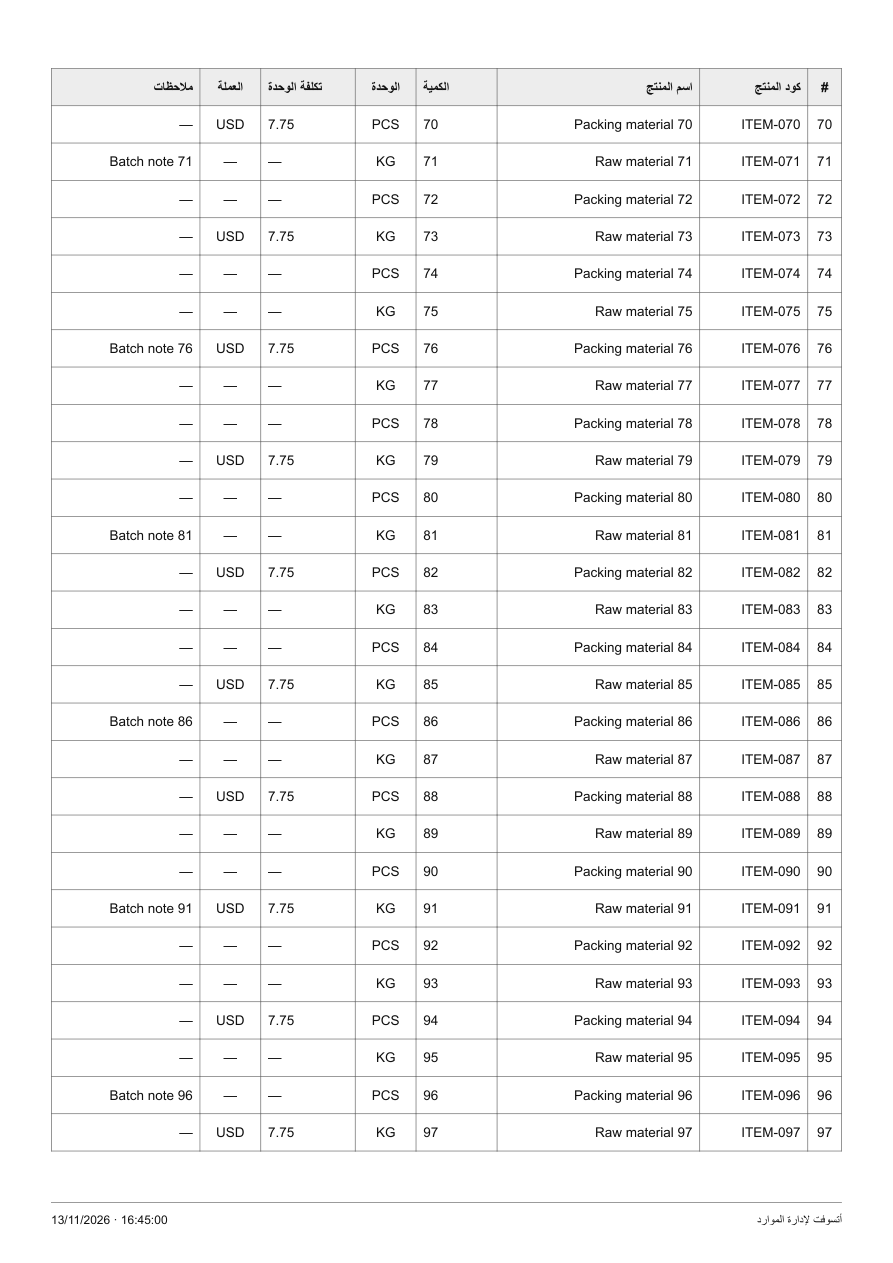 # كود المنتج اسم المنتج الكمية الوحدة تكلفة الوحدة العملة ملاحظات
70 ITEM-070 Packing material 70 70 PCS 7.75 USD —
71 ITEM-071 Raw material 71 71 KG — — Batch note 71
72 ITEM-072 Packing material 72 72 PCS — — —
73 ITEM-073 Raw material 73 73 KG 7.75 USD —
74 ITEM-074 Packing material 74 74 PCS — — —
75 ITEM-075 Raw material 75 75 KG — — —
76 ITEM-076 Packing material 76 76 PCS 7.75 USD Batch note 76
77 ITEM-077 Raw material 77 77 KG — — —
78 ITEM-078 Packing material 78 78 PCS — — —
79 ITEM-079 Raw material 79 79 KG 7.75 USD —
80 ITEM-080 Packing material 80 80 PCS — — —
81 ITEM-081 Raw material 81 81 KG — — Batch note 81
82 ITEM-082 Packing material 82 82 PCS 7.75 USD —
83 ITEM-083 Raw material 83 83 KG — — —
84 ITEM-084 Packing material 84 84 PCS — — —
85 ITEM-085 Raw material 85 85 KG 7.75 USD —
86 ITEM-086 Packing material 86 86 PCS — — Batch note 86
87 ITEM-087 Raw material 87 87 KG — — —
88 ITEM-088 Packing material 88 88 PCS 7.75 USD —
89 ITEM-089 Raw material 89 89 KG — — —
90 ITEM-090 Packing material 90 90 PCS — — —
91 ITEM-091 Raw material 91 91 KG 7.75 USD Batch note 91
92 ITEM-092 Packing material 92 92 PCS — — —
93 ITEM-093 Raw material 93 93 KG — — —
94 ITEM-094 Packing material 94 94 PCS 7.75 USD —
95 ITEM-095 Raw material 95 95 KG — — —
96 ITEM-096 Packing material 96 96 PCS — — Batch note 96
97 ITEM-097 Raw material 97 97 KG 7.75 USD —
أتسوفت لإدارة الموارد 13/11/2026 · 16:45:00